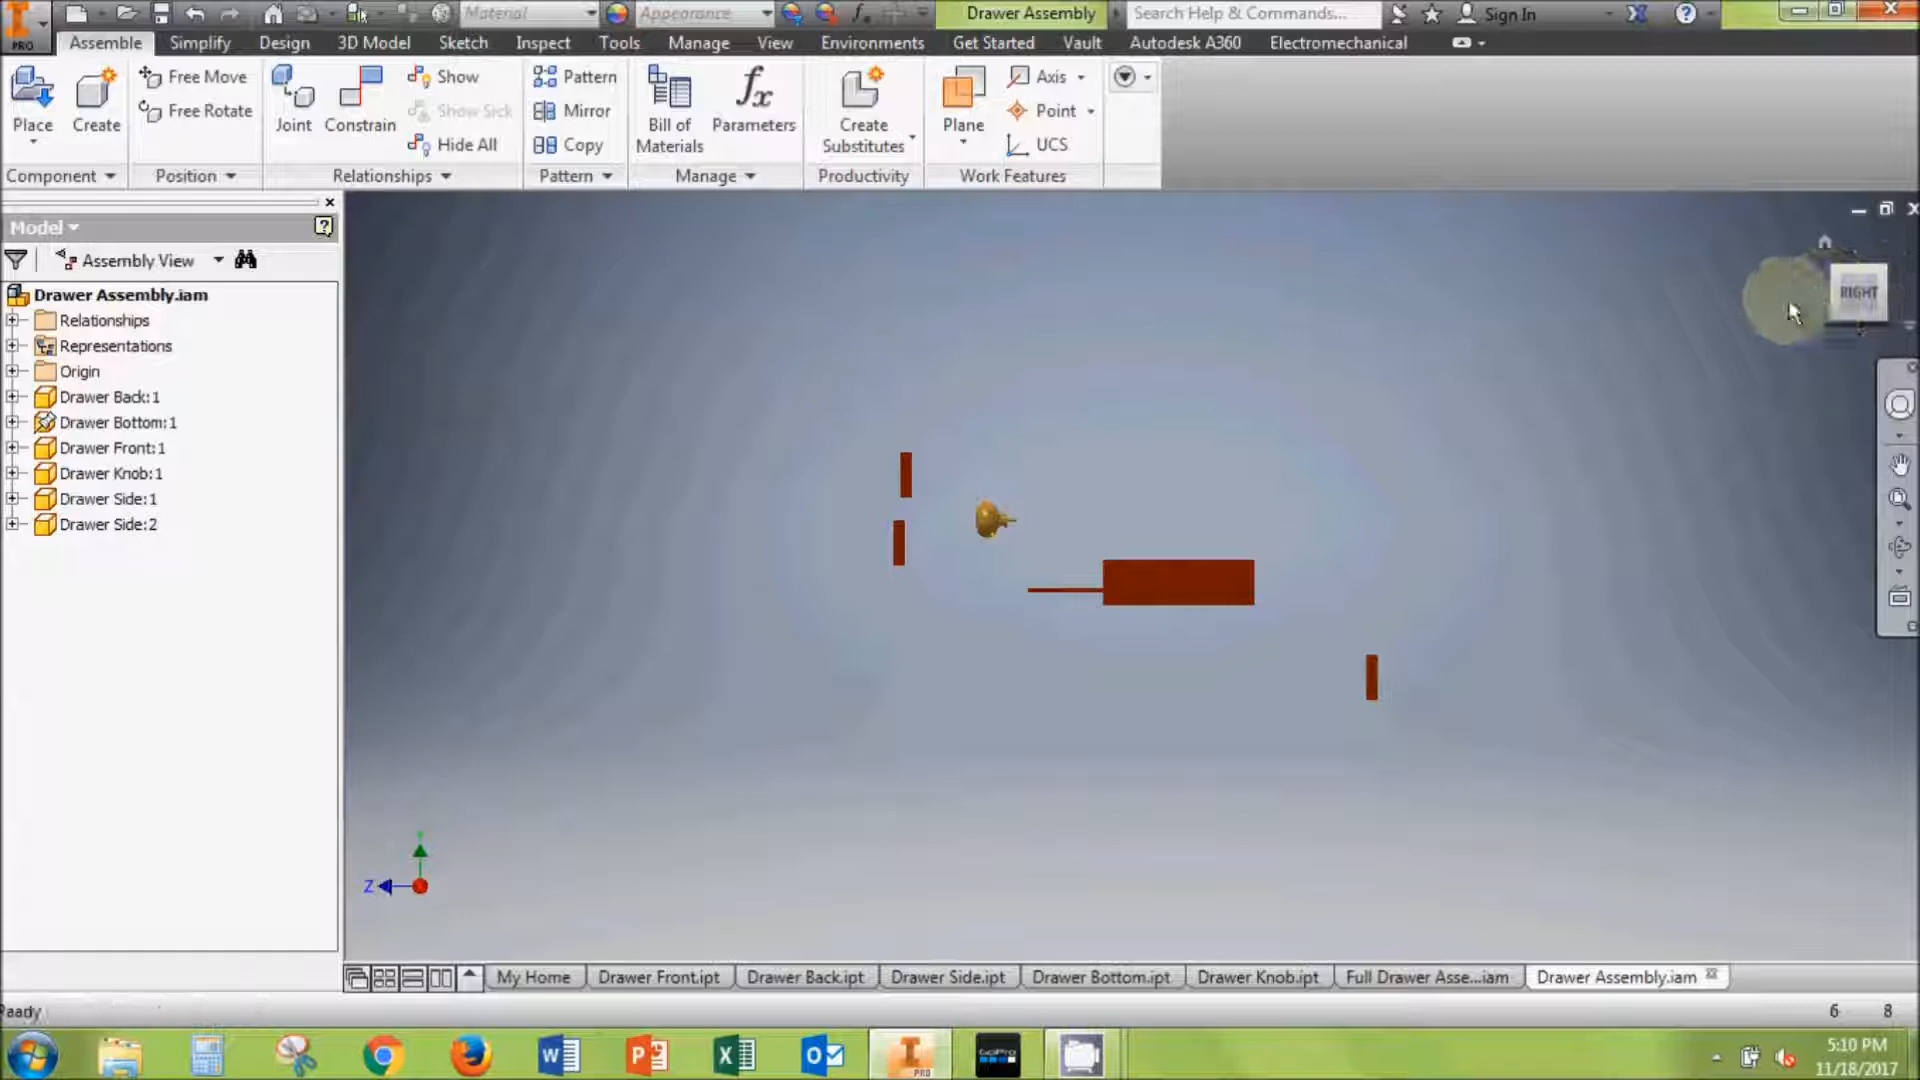 Material
Appearance
Drawer Assembly
Search Help & Commands...
Sign In
PRO
Assemble
Simplify
Design
3D Model
Sketch
Inspect
Tools
Manage
View
Environments
Get Started
Vault
Autodesk A360
Electromechanical
Place
Create
Free Move
Free Rotate
Joint
Constrain
Show
Show Sick
Hide All
Pattern
Mirror
Copy
Bill of
Materials
Parameters
Create
Substitutes
Plane
Axis
Point
UCS
Component
Position
Relationships
Pattern
Manage
Productivity
Work Features
Model
Assembly View
Drawer Assembly.iam
Relationships
Representations
Origin
Drawer Back:1
Drawer Bottom:1
Drawer Front:1
Drawer Knob:1
Drawer Side:1
Drawer Side:2
RIGHT
Z
My Home
Drawer Front.ipt
Drawer Back.ipt
Drawer Side.ipt
Drawer Bottom.ipt
Drawer Knob.ipt
Full Drawer Asse...iam
Drawer Assembly.iam
Ready
6
8
PRO
GoPro
5:10 PM
11/18/2017